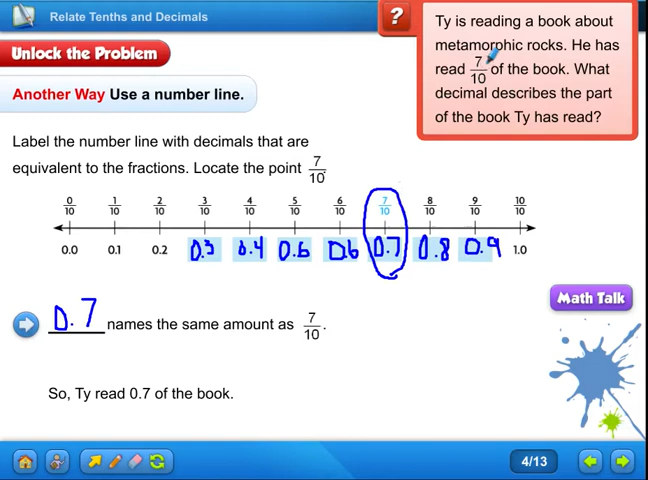 Relate Tenths and Decimals
?
Ty is reading a book about
metamorphic rocks. He has
read 7/10 of the book. What
decimal describes the part
of the book Ty has read?
Unlock the Problem
Another Way Use a number line.
Label the number line with decimals that are
equivalent to the fractions. Locate the point 7/10
0/10 1/10 2/10 3/10 4/10 5/10 6/10 7/10 8/10 9/10 10/10
0.0 0.1 0.2 0.3 0.4 0.6 0.6 0.7 0.8 0.9 1.0
Math Talk
0.7 names the same amount as 7/10.
So, Ty read 0.7 of the book.
4/13